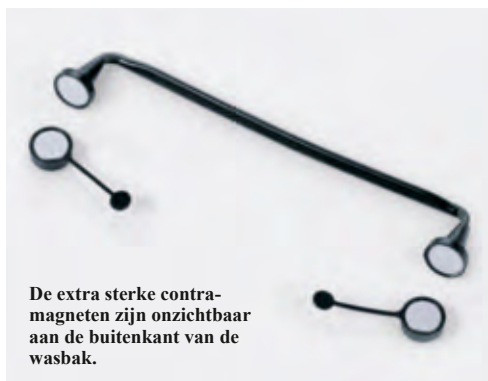 De extra sterke contra-
magneten zijn onzichtbaar
aan de buitenkant van de
wasbak.